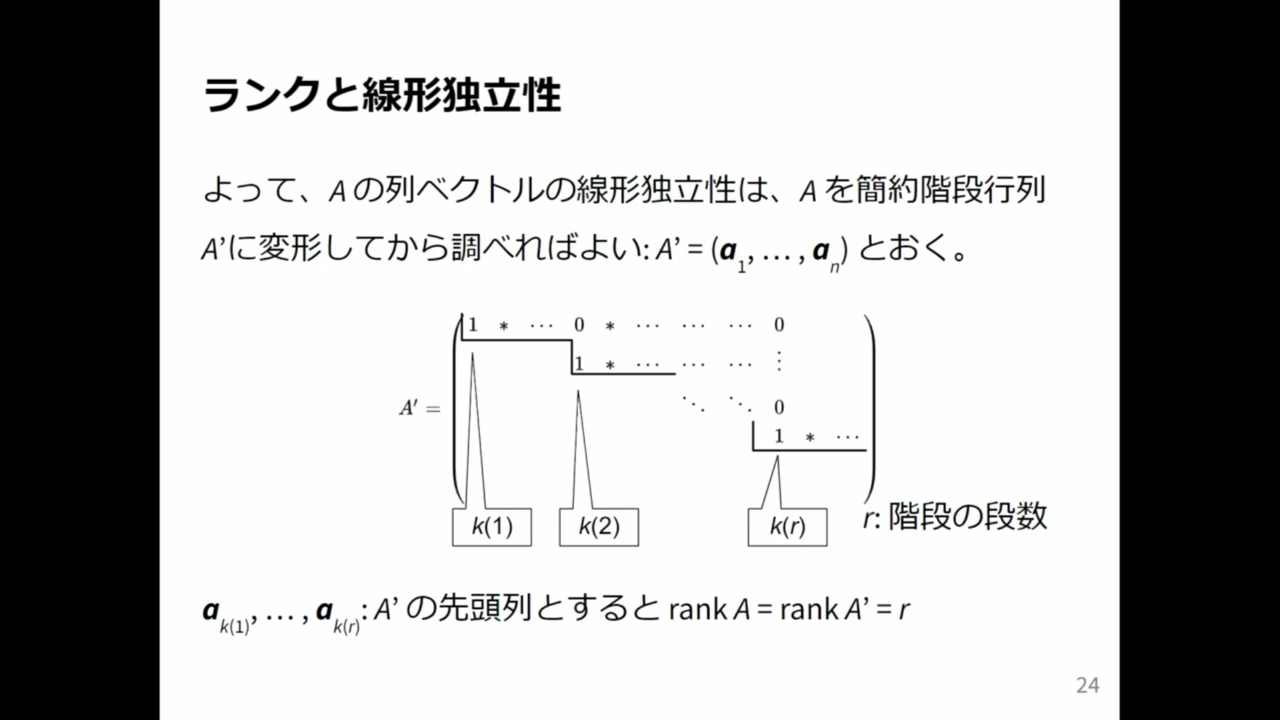 ランクと線形独立性
よって、A の列ベクトルの線形独立性は、A を簡約階段行列
A’に変形してから調べればよい: A’ = (a1, … , an) とおく。
1 * ⋯ 0 * ⋯ ⋯ ⋯ 0
1 * ⋯ ⋯ ⋯ ⋮
⋱ ⋱ 0
A′ =
1 * ⋯
k(1) k(2) k(r) r: 階段の段数
ak(1), … , ak(r): A’ の先頭列とすると rank A = rank A’ = r
24